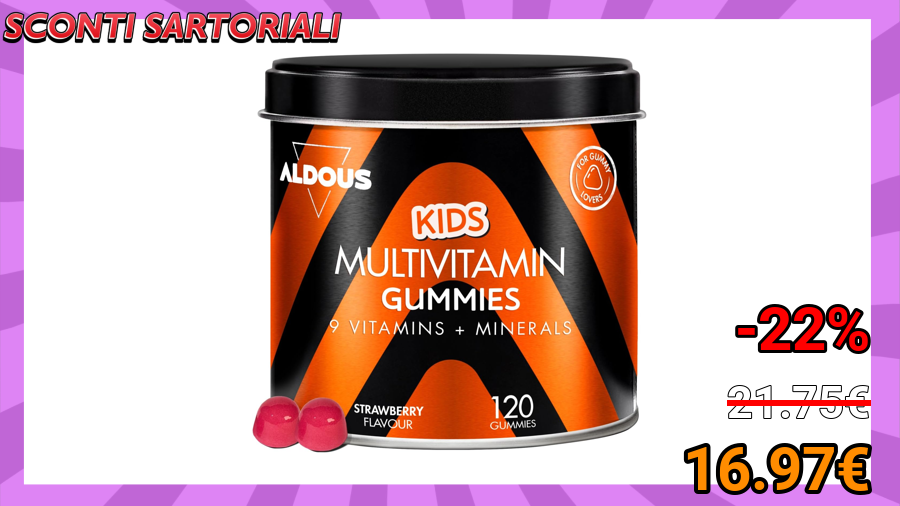 SCONTI SARTORIALI
ALDOUS
FOR GUMMY
LOVERS
KIDS
MULTIVITAMIN
GUMMIES
9 VITAMINS + MINERALS
STRAWBERRY
FLAVOUR
120
GUMMIES
-22%
21.75€
16.97€